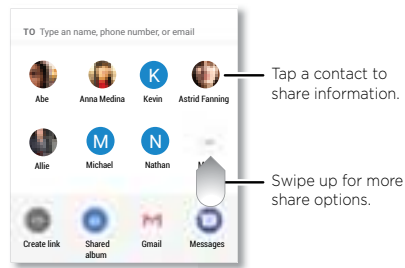 TO Type an name, phone number, or email
K
Abe Anna Medina Kevin Astrid Fanning
Tap a contact to
share information.
M N
Allie Michael Nathan
Swipe up for more
share options.
Create link Shared album Gmail Messages